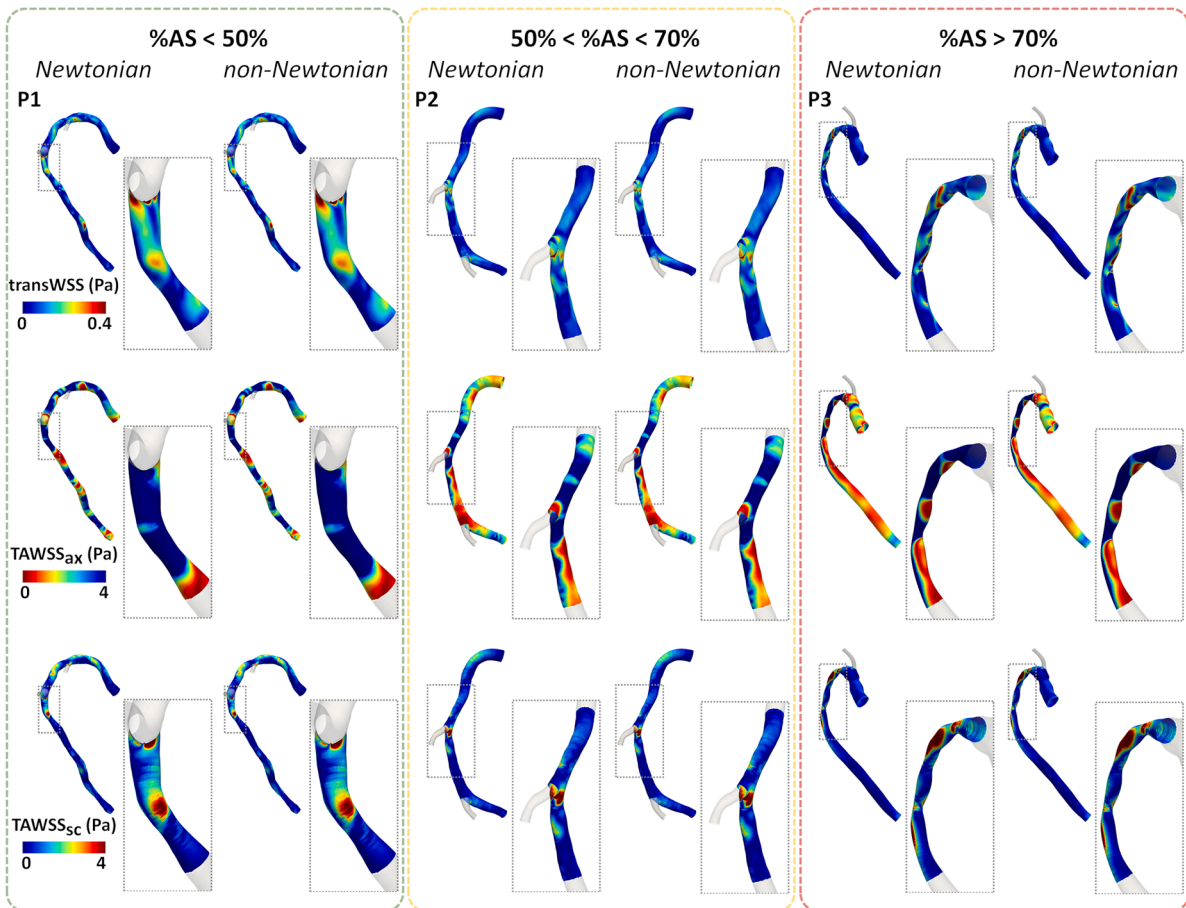 %AS < 50%
Newtonian non-Newtonian
P1
50% < %AS < 70%
Newtonian non-Newtonian
P2
%AS > 70%
Newtonian non-Newtonian
P3
transWSS (Pa)
0 0.4
TAWSSax (Pa)
0 4
TAWSSSC (Pa)
0 4